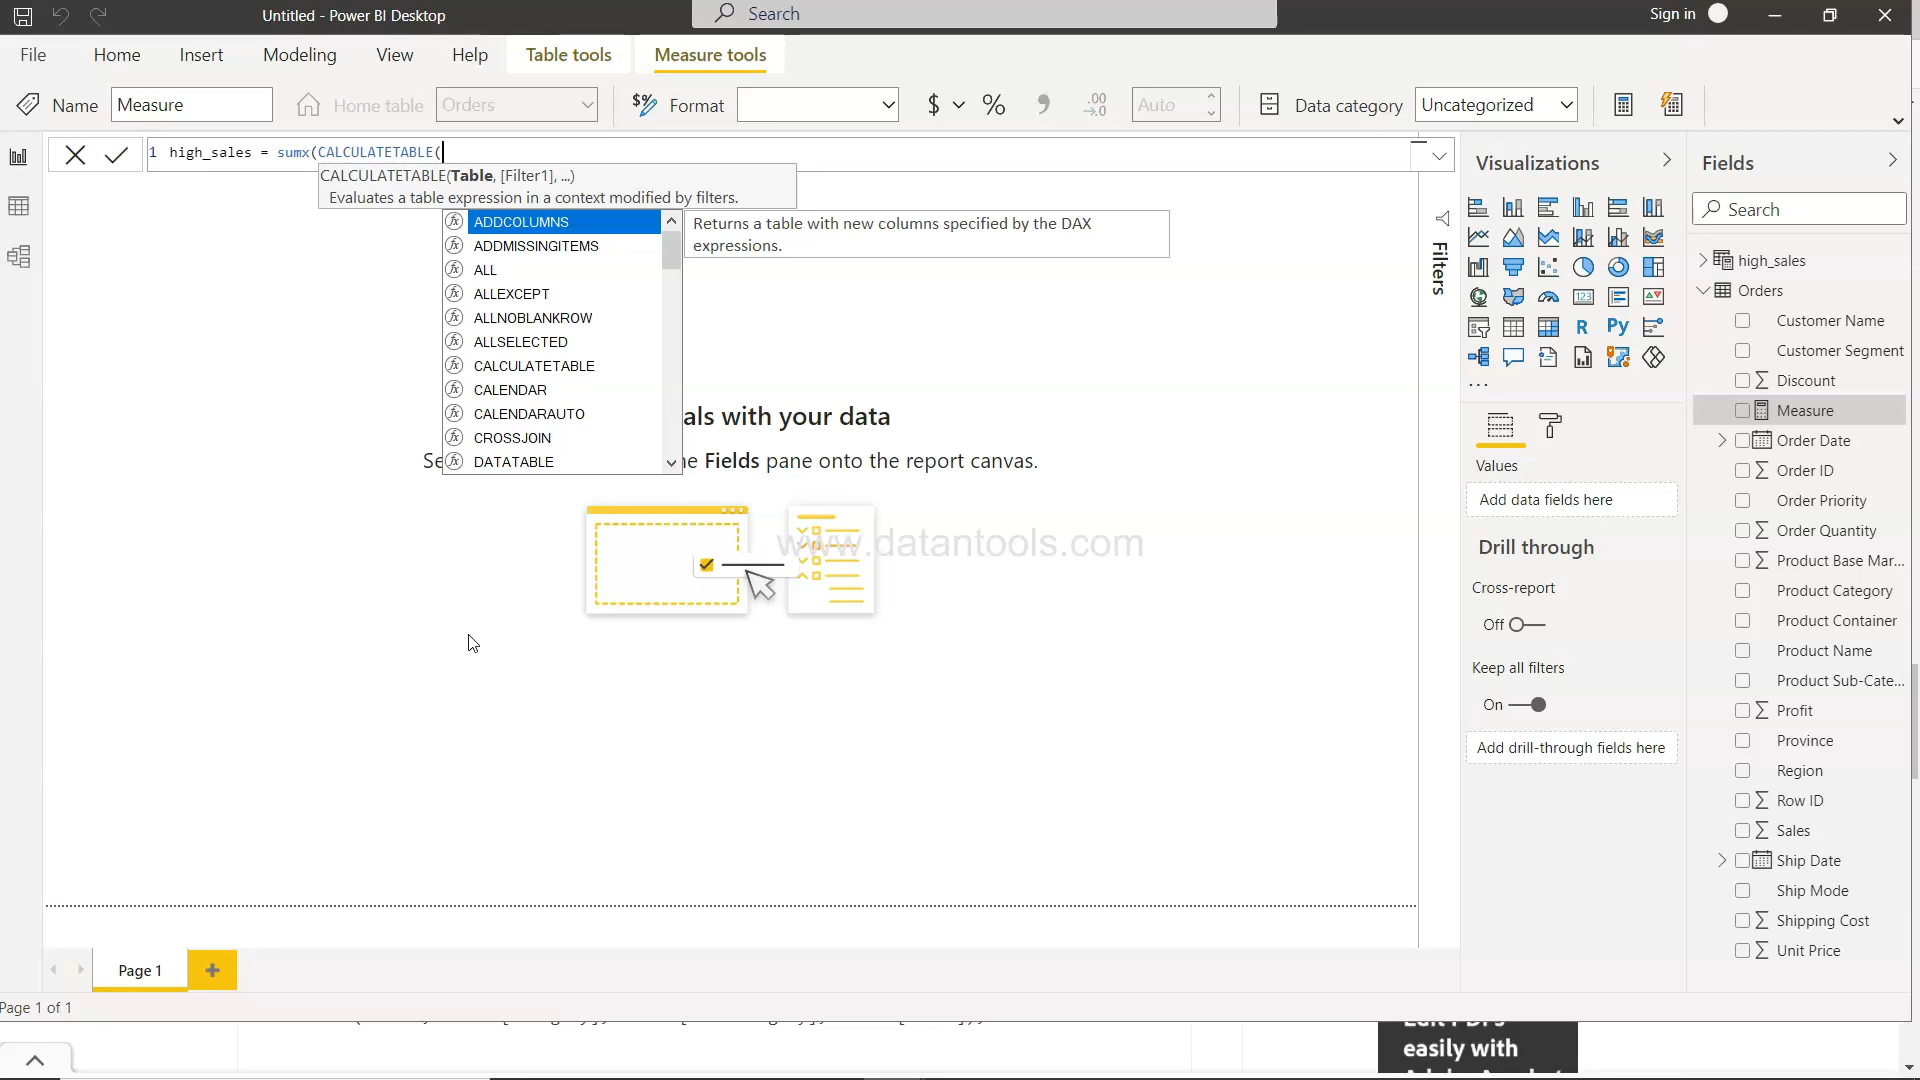 Untitled - Power BI Desktop
Search
Sign in
File Home Insert Modeling View Help Table tools Measure tools
Name Measure Home table Orders Format Auto Data category Uncategorized
1 high_sales = sumx(CALCULATETABLE(
CALCULATETABLE(Table, [Filter1], ...)
Evaluates a table expression in a context modified by filters.
ADDCOLUMNS
ADDMISSINGITEMS
ALL
ALLEXCEPT
ALLNOBLANKROW
ALLSELECTED
CALCULATETABLE
CALENDAR
CALENDARAUTO
CROSSJOIN
DATATABLE
Returns a table with new columns specified by the DAX
expressions.
als with your data
Se
ne Fields pane onto the report canvas.
www.datantools.com
Filters
Visualizations
Values
Add data fields here
Drill through
Cross-report
Off
Keep all filters
On
Add drill-through fields here
Fields
Search
high_sales
Orders
Customer Name
Customer Segment
Discount
Measure
Order Date
Order ID
Order Priority
Order Quantity
Product Base Mar...
Product Category
Product Container
Product Name
Product Sub-Cate...
Profit
Province
Region
Row ID
Sales
Ship Date
Ship Mode
Shipping Cost
Unit Price
Page 1
Page 1 of 1
easily with